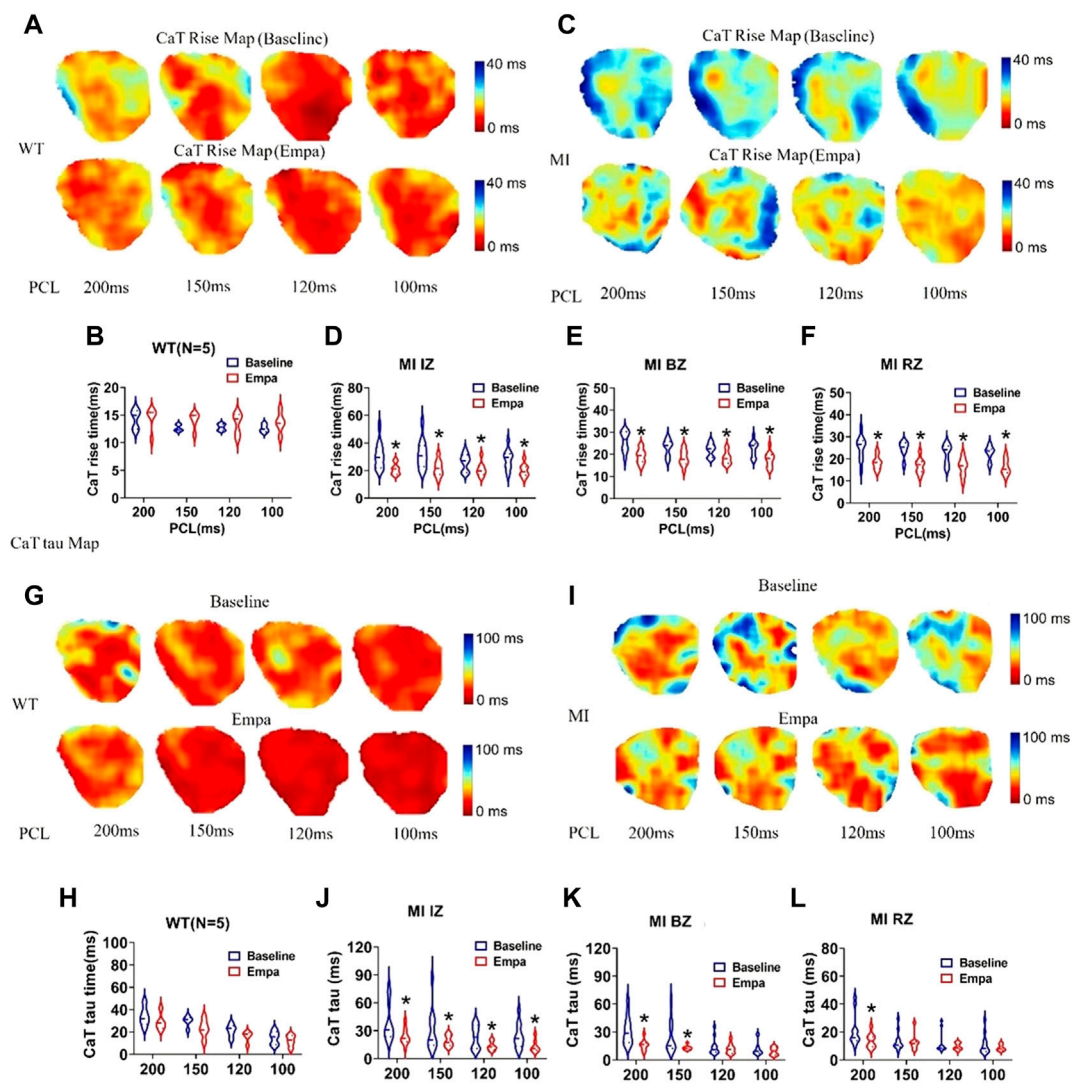 A
CaT Rise Map (Baseline)
40 ms
0 ms
WT
CaT Rise Map (Empa)
40 ms
0 ms
PCL 200ms 150ms 120ms 100ms
C
CaT Rise Map (Baseline)
40 ms
0 ms
MI
CaT Rise Map (Empa)
40 ms
0 ms
PCL 200ms 150ms 120ms 100ms
B
WT(N=5)
Baseline
Empa
CaT rise time(ms)
20
15
10
5
0
200 150 120 100
PCL(ms)
D
MI IZ
Baseline
Empa
CaT rise time(ms)
80
60
40
20
0
* * * *
200 150 120 100
PCL(ms)
E
MI BZ
Baseline
Empa
CaT rise time(ms)
50
40
30
20
10
0
* * * *
200 150 120 100
PCL(ms)
F
MI RZ
Baseline
Empa
CaT rise time(ms)
50
40
30
20
10
0
* * * *
200 150 120 100
PCL(ms)
CaT tau Map
G
Baseline
100 ms
0 ms
WT
Empa
100 ms
0 ms
PCL 200ms 150ms 120ms 100ms
I
Baseline
100 ms
0 ms
MI
Empa
100 ms
0 ms
PCL 200ms 150ms 120ms 100ms
H
WT(N=5)
Baseline
Empa
CaT tau time(ms)
100
80
60
40
20
0
200 150 120 100
J
MI IZ
Baseline
Empa
CaT tau (ms)
120
90
60
30
0
* * * *
200 150 120 100
K
MI BZ
Baseline
Empa
CaT tau (ms)
120
90
60
30
0
* *
200 150 120 100
L
MI RZ
Baseline
Empa
CaT tau (ms)
80
60
40
20
0
*
200 150 120 100